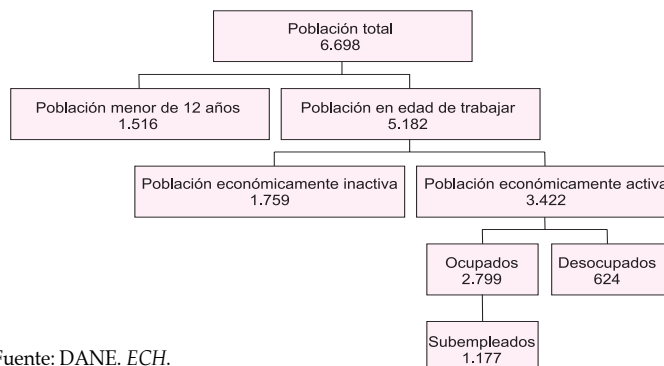 Población total
6.698
Población menor de 12 años
1.516
Población en edad de trabajar
5.182
Población económicamente inactiva
1.759
Población económicamente activa
3.422
Ocupados
2.799
Desocupados
624
Subempleados
1.177
Fuente: DANE. ECH.